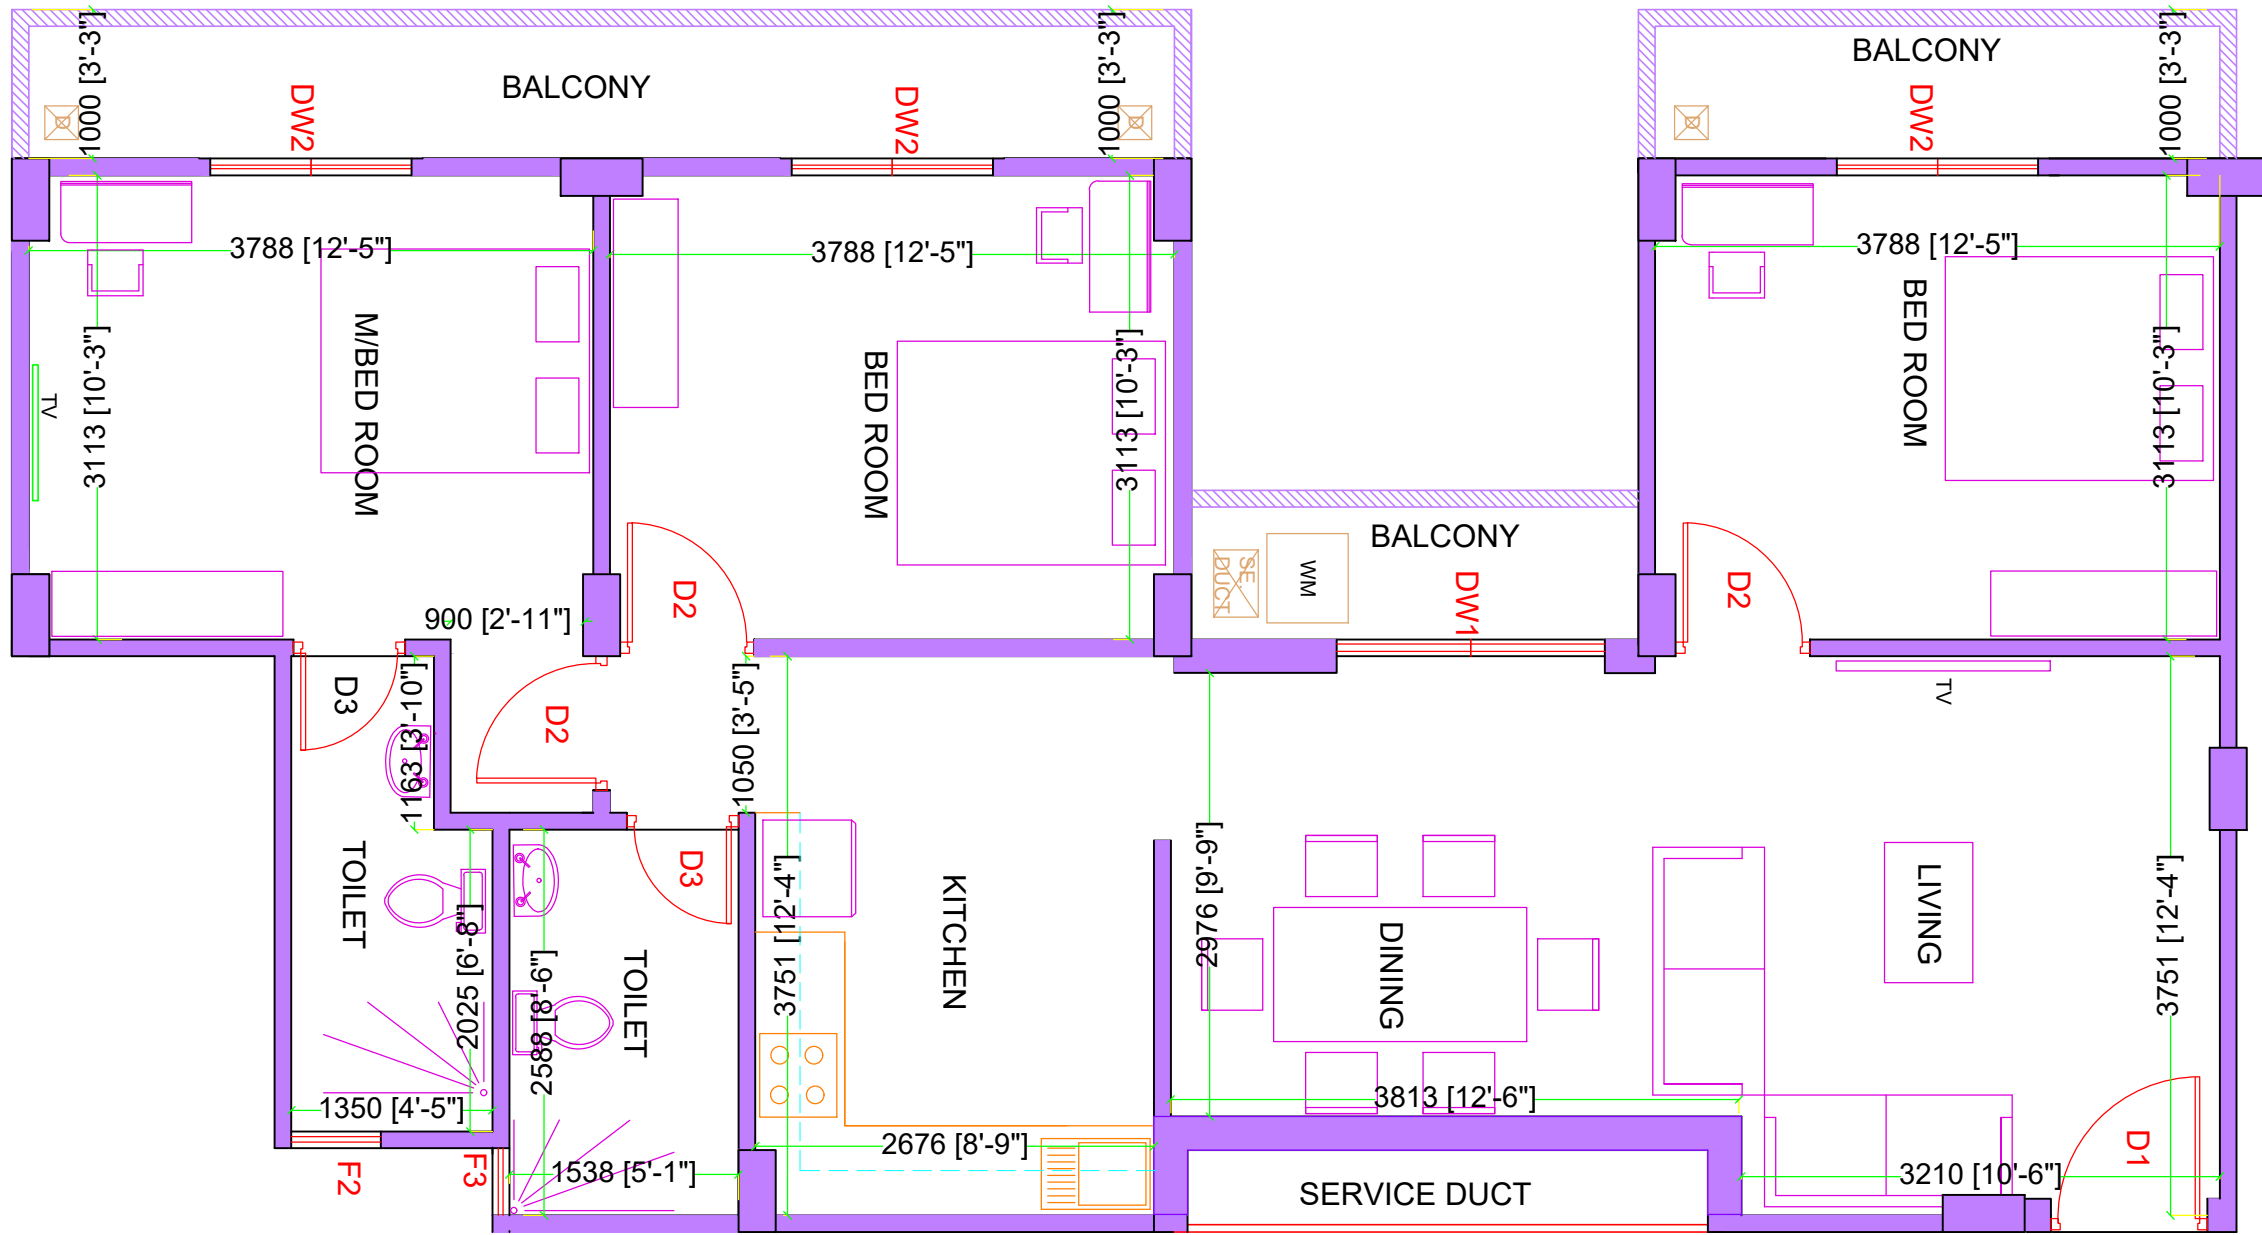 1000 [3'-3"]
BALCONY
DW2
DW2
1000 [3'-3"]
BALCONY
DW2
1000 [3'-3"]
3788 [12'-5"]
3788 [12'-5"]
3788 [12'-5"]
M/BED ROOM
3113 [10'-3"]
TV
BED ROOM
3113 [10'-3"]
BED ROOM
3113 [10'-3"]
BALCONY
SE.
DUCT
WM
DW1
900 [2'-11"]
D2
D2
D3
1163 [3'-10"]
D2
1050 [3'-5"]
TV
TOILET
2025 [6'-8"]
D3
TOILET
2588 [8'-6"]
3751 [12'-4"]
KITCHEN
2976 [9'-9"]
DINING
LIVING
3751 [12'-4"]
1350 [4'-5"]
3813 [12'-6"]
2676 [8'-9"]
F2
F3
1538 [5'-1"]
SERVICE DUCT
3210 [10'-6"]
D1